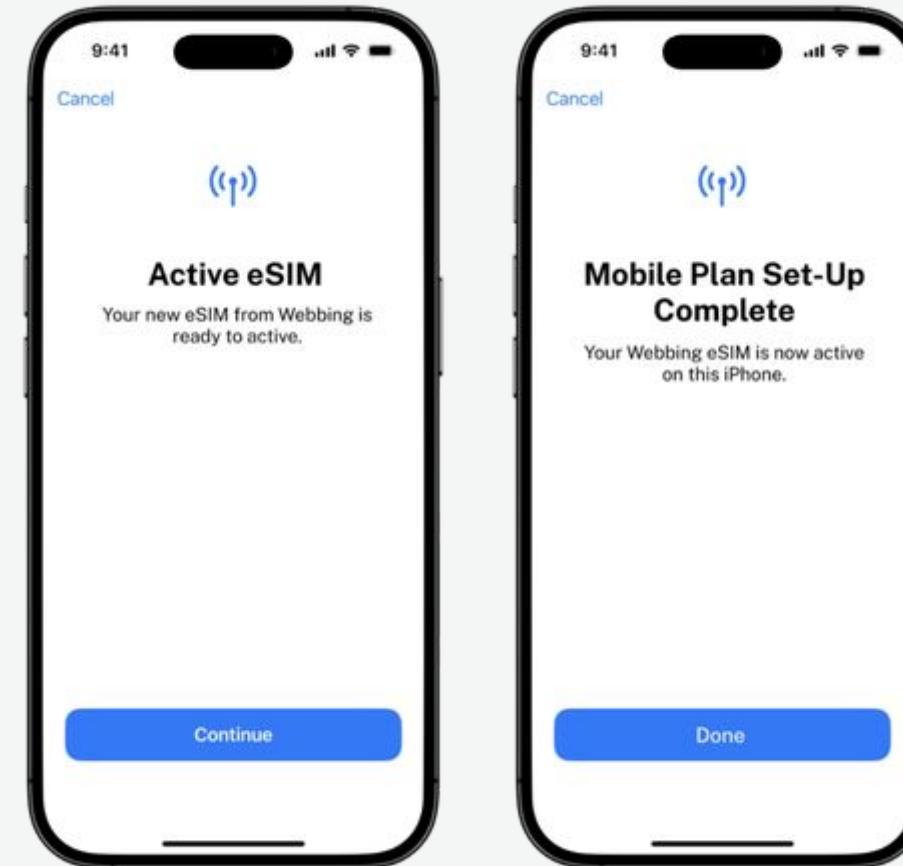 9:41
Cancel
Active eSIM
Your new eSIM from Webbing is
ready to active.
Continue
9:41
Cancel
Mobile Plan Set-Up
Complete
Your Webbing eSIM is now active
on this iPhone.
Done